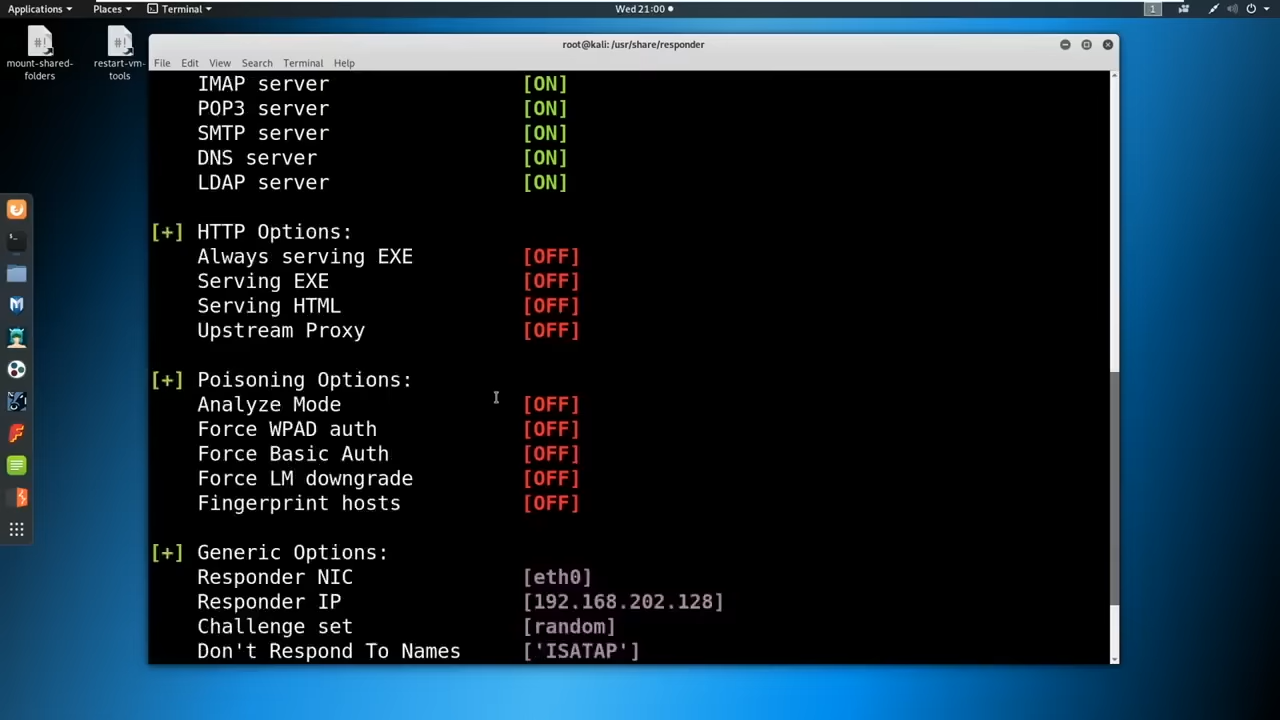 Applications
Places
Terminal
Wed 21:00
1
mount-shared-folders
restart-vm-tools
root@kali: /usr/share/responder
File Edit View Search Terminal Help
IMAP server [ON]
POP3 server [ON]
SMTP server [ON]
DNS server [ON]
LDAP server [ON]
[+] HTTP Options:
Always serving EXE [OFF]
Serving EXE [OFF]
Serving HTML [OFF]
Upstream Proxy [OFF]
[+] Poisoning Options:
Analyze Mode [OFF]
Force WPAD auth [OFF]
Force Basic Auth [OFF]
Force LM downgrade [OFF]
Fingerprint hosts [OFF]
[+] Generic Options:
Responder NIC [eth0]
Responder IP [192.168.202.128]
Challenge set [random]
Don't Respond To Names ['ISATAP']